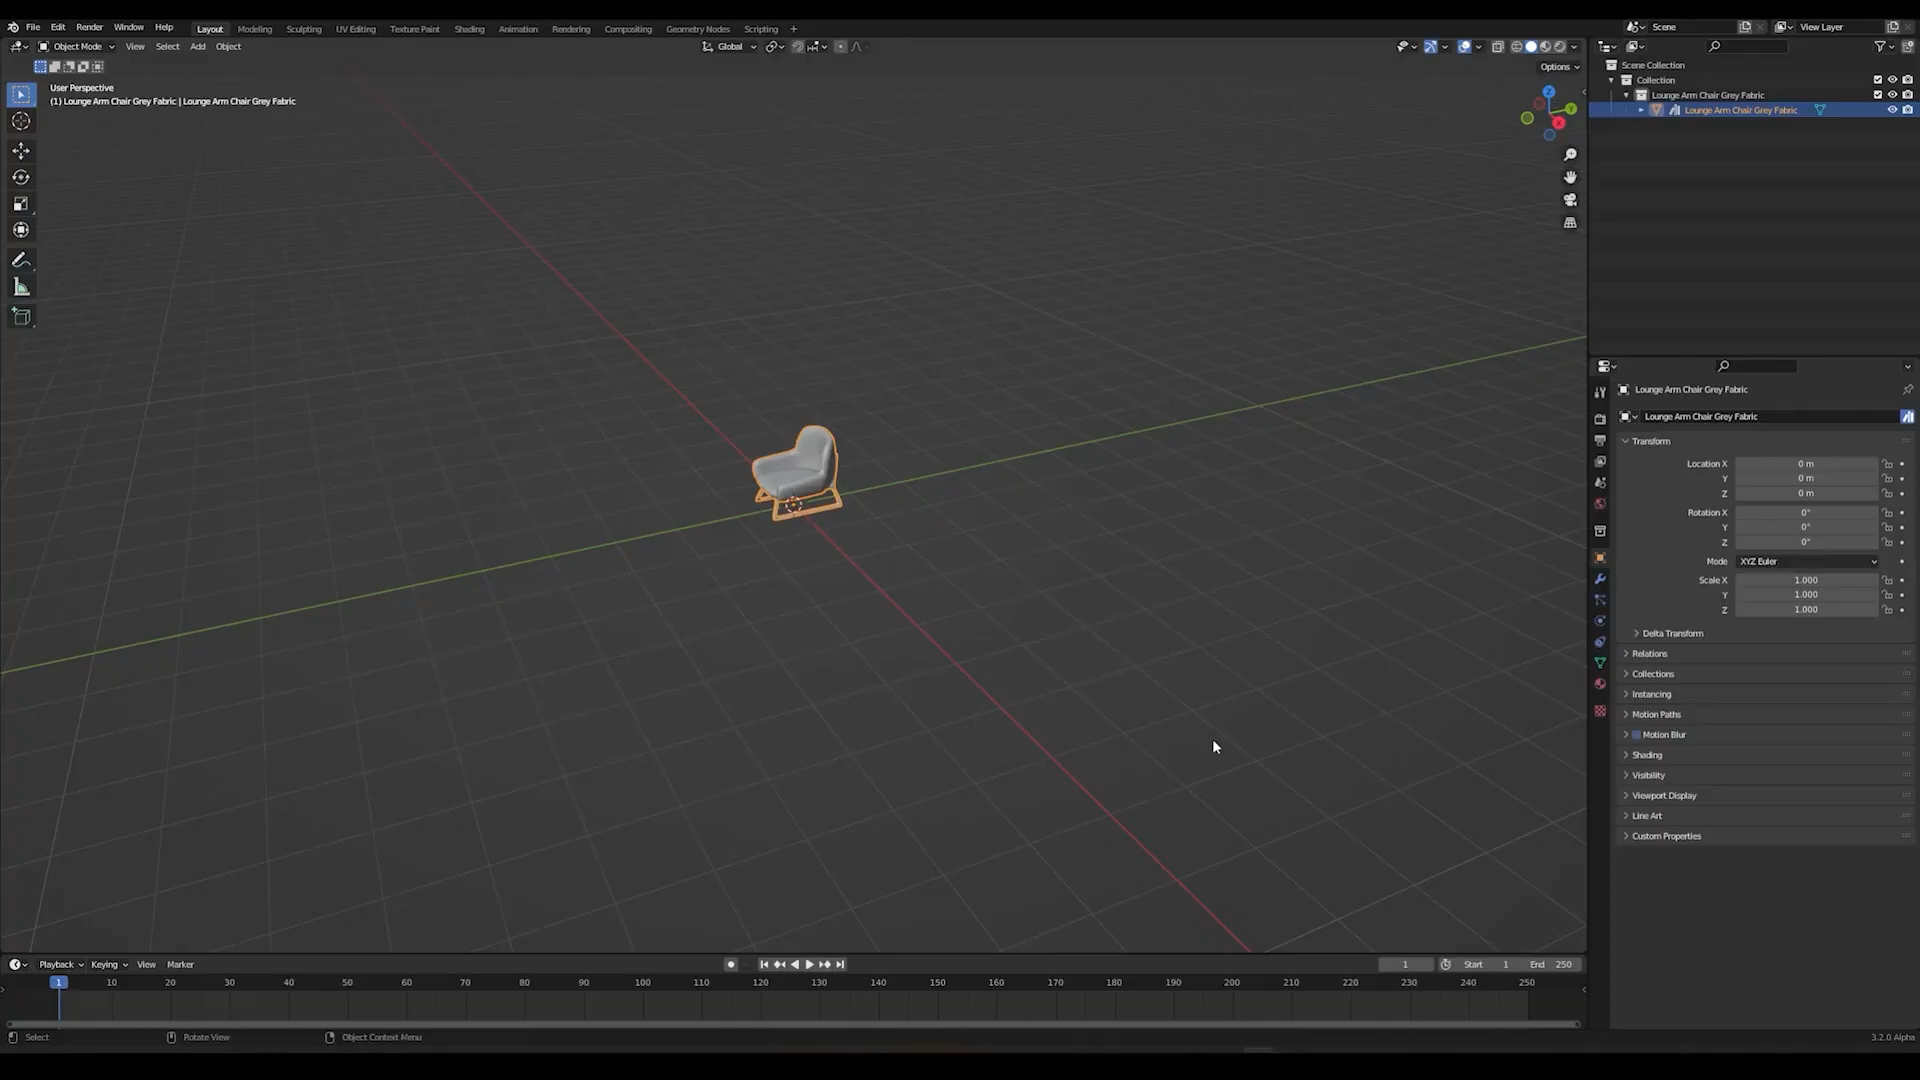 File Edit Render Window Help Layout Modeling Sculpting UV Editing Texture Paint Shading Animation Rendering Compositing Geometry Nodes Scripting + Scene View Layer
Object Mode View Select Add Object Global
Options
User Perspective
(1) Lounge Arm Chair Grey Fabric | Lounge Arm Chair Grey Fabric
Z
Y
X
Scene Collection
Collection
Lounge Arm Chair Grey Fabric
Lounge Arm Chair Grey Fabric
Lounge Arm Chair Grey Fabric
Lounge Arm Chair Grey Fabric
Transform
Location X 0 m
Y 0 m
Z 0 m
Rotation X 0°
Y 0°
Z 0°
Mode XYZ Euler
Scale X 1.000
Y 1.000
Z 1.000
Delta Transform
Relations
Collections
Instancing
Motion Paths
Motion Blur
Shading
Visibility
Viewport Display
Line Art
Custom Properties
Playback Keying View Marker 1 Start 1 End 250
1 10 20 30 40 50 60 70 80 90 100 110 120 130 140 150 160 170 180 190 200 210 220 230 240 250
Select Rotate View Object Context Menu 3.2.0 Alpha